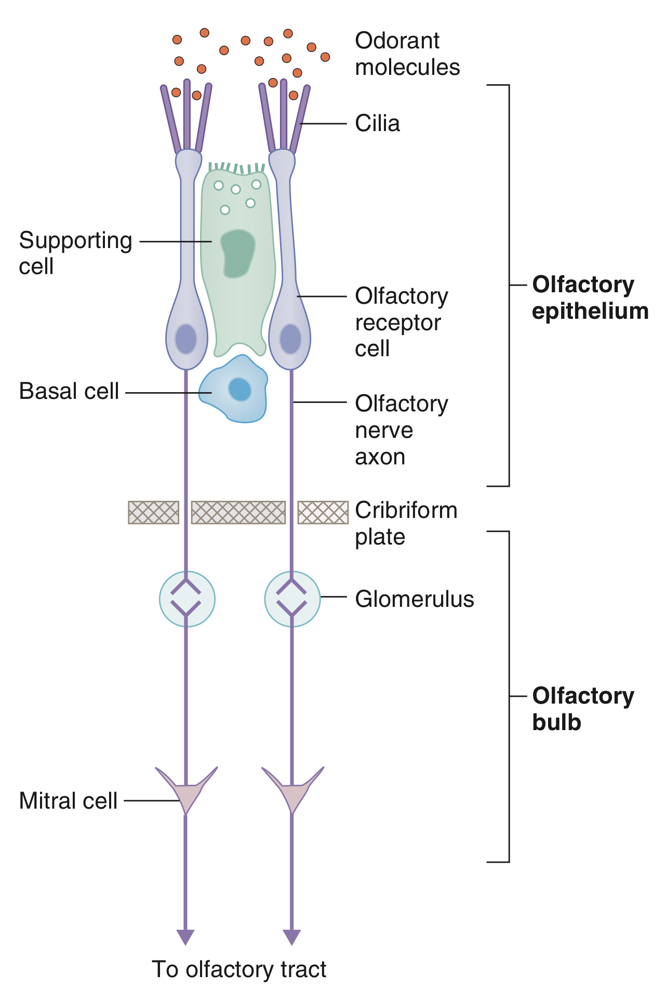 Odorant
molecules
Cilia
Supporting
cell
Olfactory
epithelium
Olfactory
receptor
cell
Basal cell
Olfactory
nerve
axon
Cribriform
plate
Glomerulus
Olfactory
bulb
Mitral cell
To olfactory tract